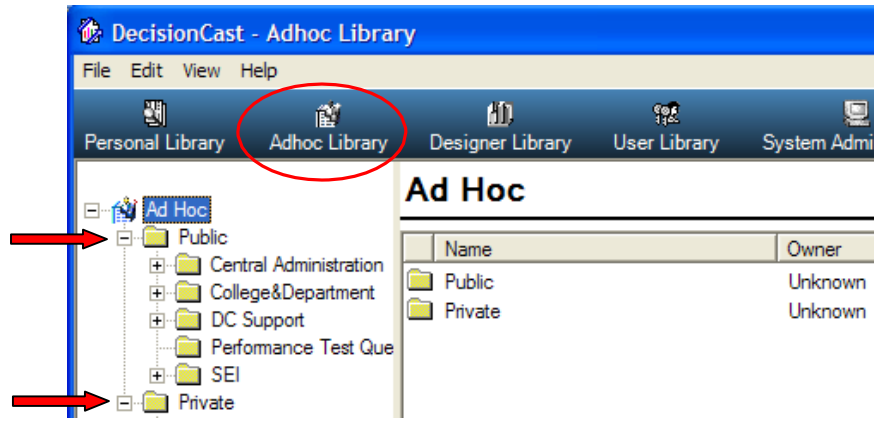 DecisionCast - Adhoc Library
File Edit View Help
Personal Library Adhoc Library Designer Library User Library System Admi
Ad Hoc
Public
Central Administration
College&Department
DC Support
Performance Test Que
SEI
Private
Ad Hoc
Name Owner
Public Unknown
Private Unknown